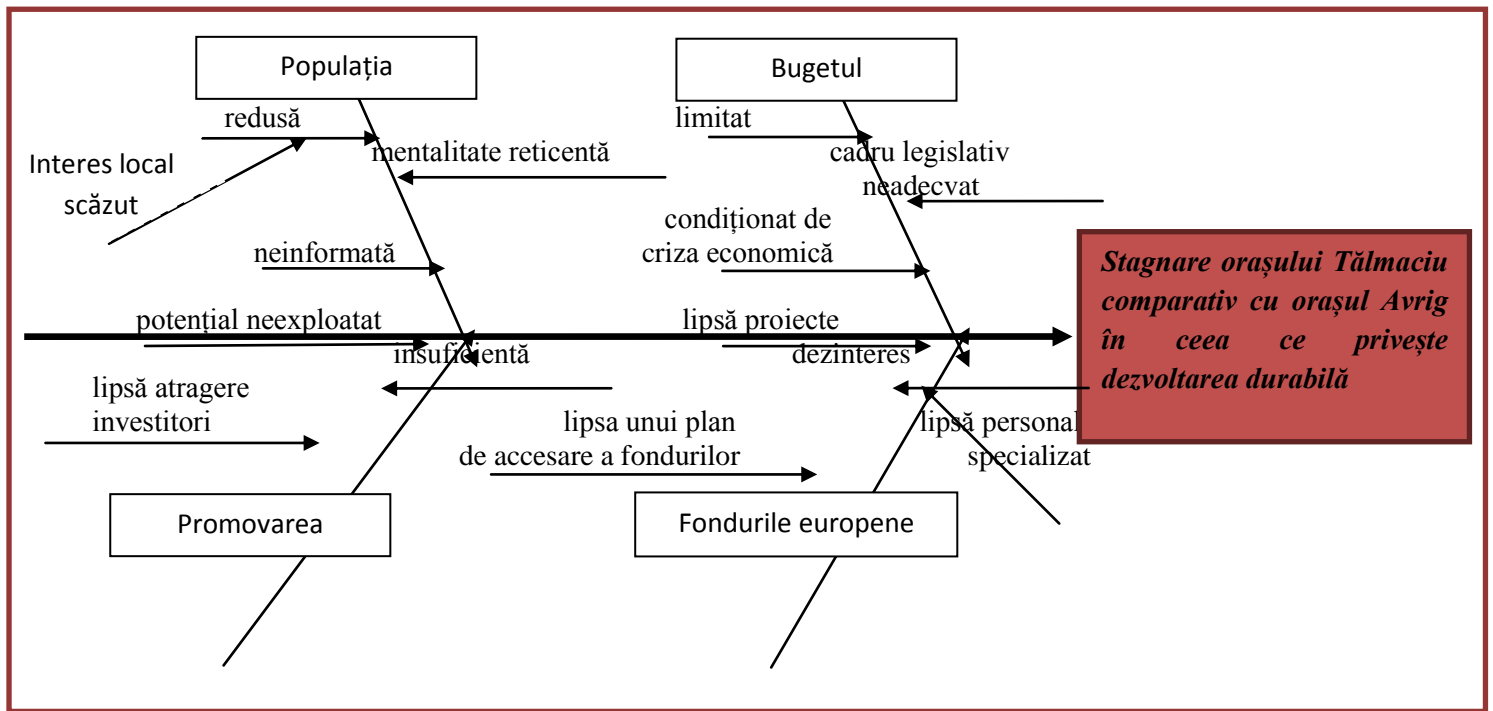 Populația
Bugetul
redusă
limitat
mentalitate reticentă
cadru legislativ
neadecvat
Interes local
scăzut
condiționat de
criza economică
neinformată
Stagnare orașului Tălmaciu
comparativ cu orașul Avrig
în ceea ce privește
dezvoltarea durabilă
potențial neexploatat
lipsă proiecte
insuficientă
dezinteres
lipsă atragere
investitori
lipsa unui plan
de accesare a fondurilor
lipsă personal
specializat
Promovarea
Fondurile europene